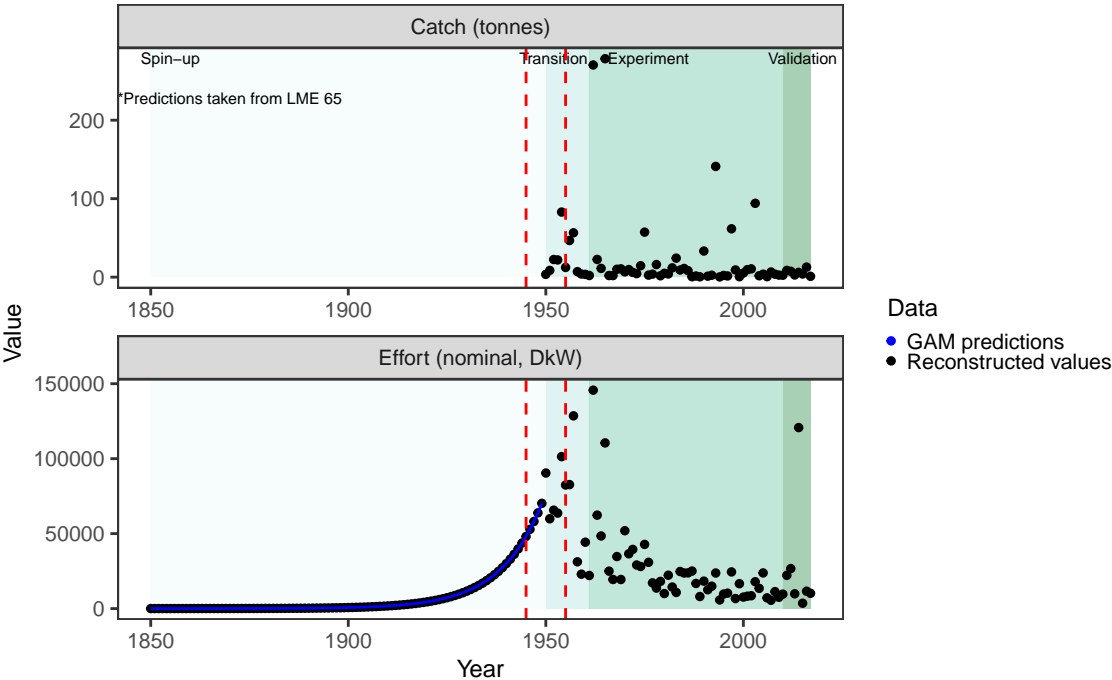 Catch (tonnes)
Spin−up
Transition
Experiment
Validation
*Predictions taken from LME 65
200
100
0
1850
1900
1950
2000
Value
Effort (nominal, DkW)
150000
100000
50000
0
1850
1900
1950
2000
Year
Data
GAM predictions
Reconstructed values